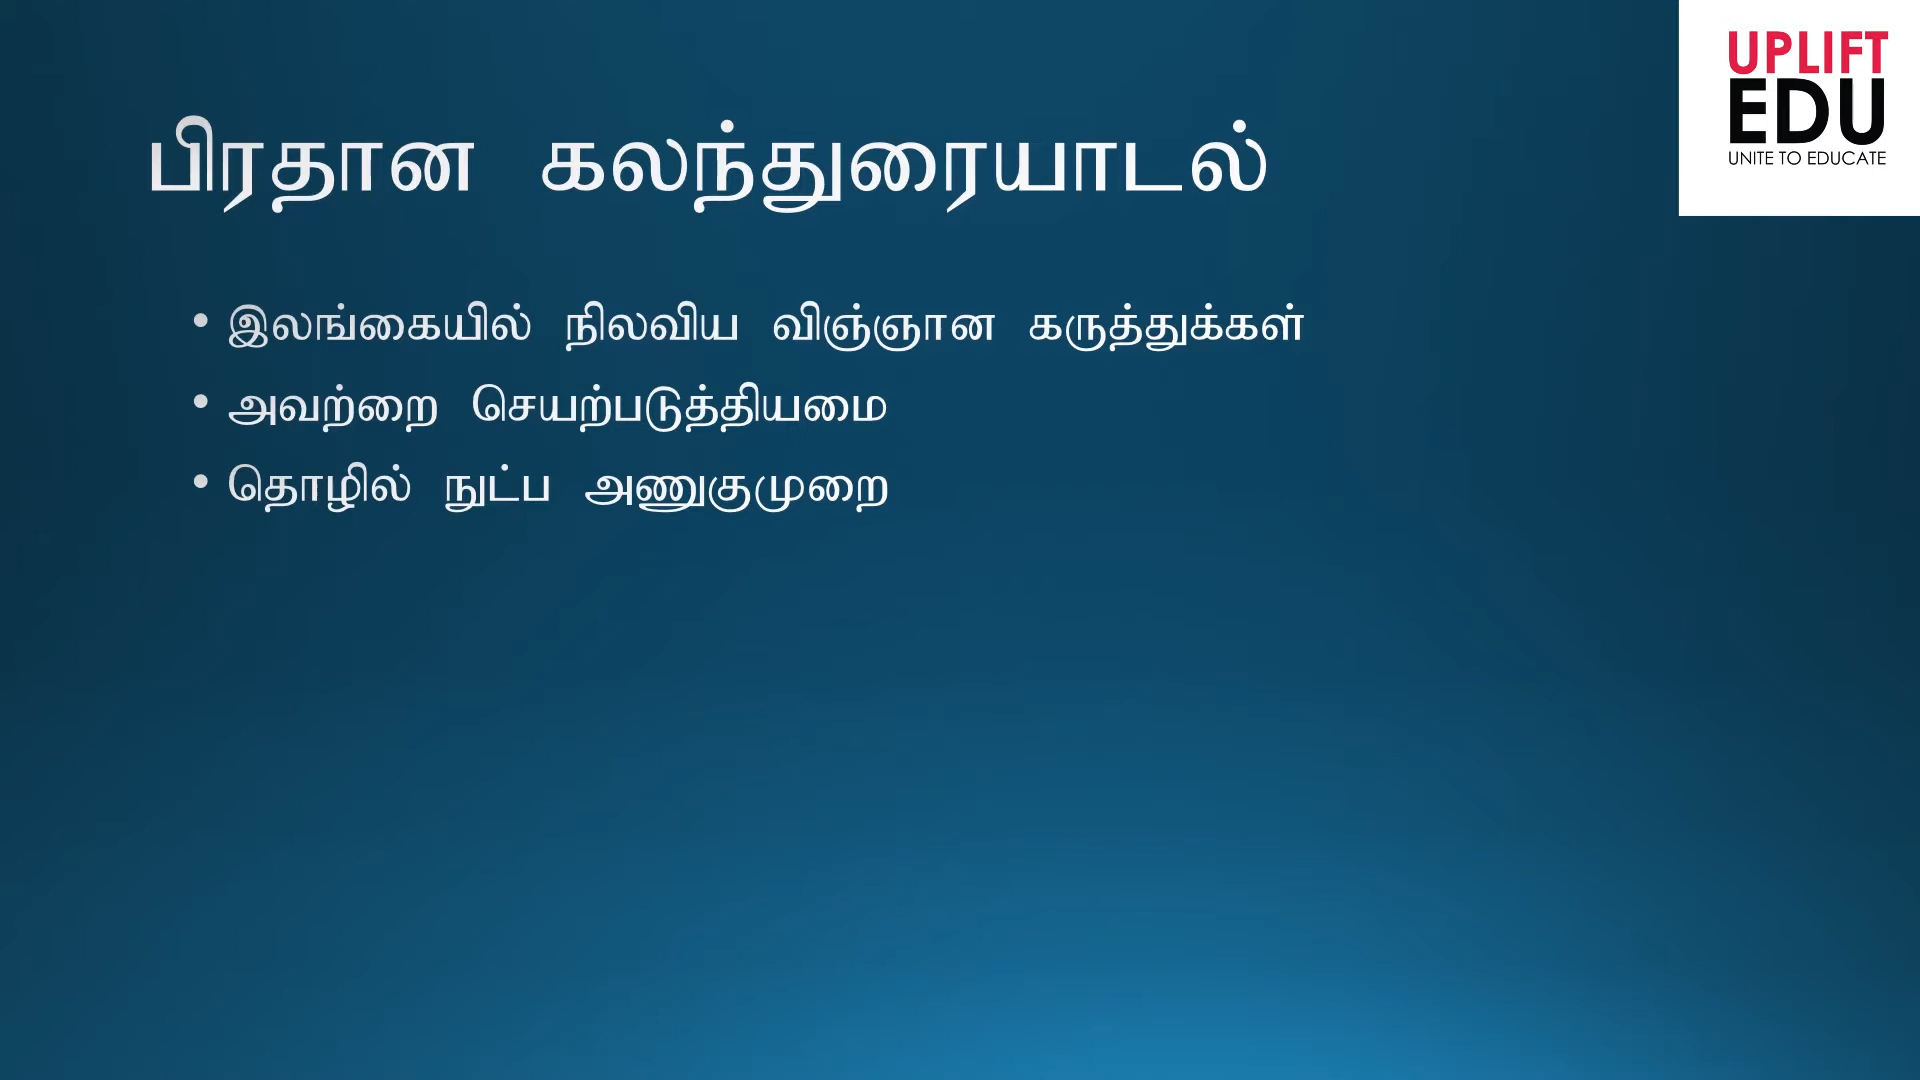 UPLIFT
EDU
UNITE TO EDUCATE
பிரதான கலந்துரையாடல்
• இலங்கையில் நிலவிய விஞ்ஞான கருத்துக்கள்
• அவற்றை செயற்படுத்தியமை
• தொழில் நுட்ப அணுகுமுறை